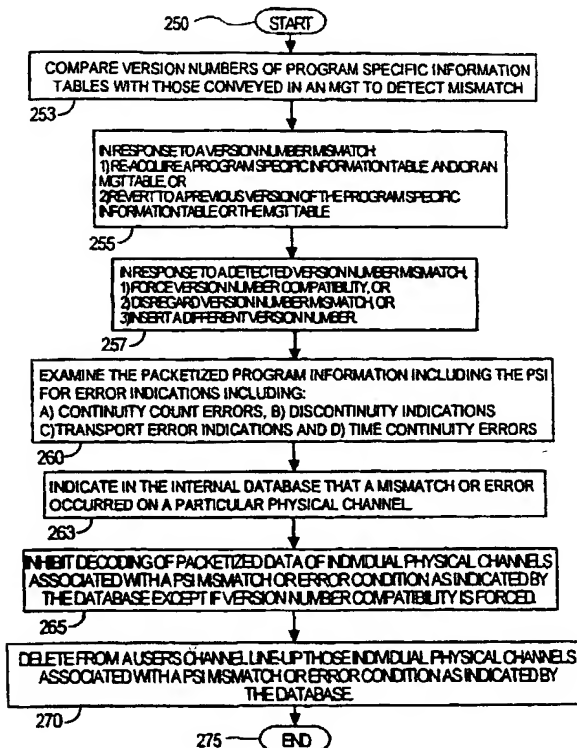 250
START
COMPARE VERSION NUMBERS OF PROGRAM SPECIFIC INFORMATION
TABLES WITH THOSE CONVEYED IN AN MGT TO DETECT MISMATCH
253
IN RESPONSE TO A VERSION NUMBER MISMATCH:
1) RE-ACQUIRE A PROGRAM SPECIFIC INFORMATION TABLE AND/OR AN
MGT TABLE, OR
2) REVERT TO A PREVIOUS VERSION OF THE PROGRAM SPECIFIC
INFORMATION TABLE OR THE MGT TABLE
255
IN RESPONSE TO A DETECTED VERSION NUMBER MISMATCH,
1) FORCE VERSION NUMBER COMPATIBILITY, OR
2) DISREGARD VERSION NUMBER MISMATCH, OR
3) INSERT A DIFFERENT VERSION NUMBER.
257
EXAMINE THE PACKETIZED PROGRAM INFORMATION INCLUDING THE PSI
FOR ERROR INDICATIONS INCLUDING:
A) CONTINUITY COUNT ERRORS, B) DISCONTINUITY INDICATIONS
C)TRANSPORT ERROR INDICATIONS AND D) TIME CONTINUITY ERRORS
260
INDICATE IN THE INTERNAL DATABASE THAT A MISMATCH OR ERROR
OCCURRED ON A PARTICULAR PHYSICAL CHANNEL.
263
INHIBIT DECODING OF PACKETIZED DATA OF INDIVIDUAL PHYSICAL CHANNELS
ASSOCIATED WITH A PSI MISMATCH OR ERROR CONDITION AS INDICATED BY
THE DATABASE EXCEPT IF VERSION NUMBER COMPATIBILITY IS FORCED.
265
DELETE FROM A USERS CHANNEL LINE-UP THOSE INDIVIDUAL PHYSICAL CHANNELS
ASSOCIATED WITH A PSI MISMATCH OR ERROR CONDITION AS INDICATED BY
THE DATABASE.
270
275
END